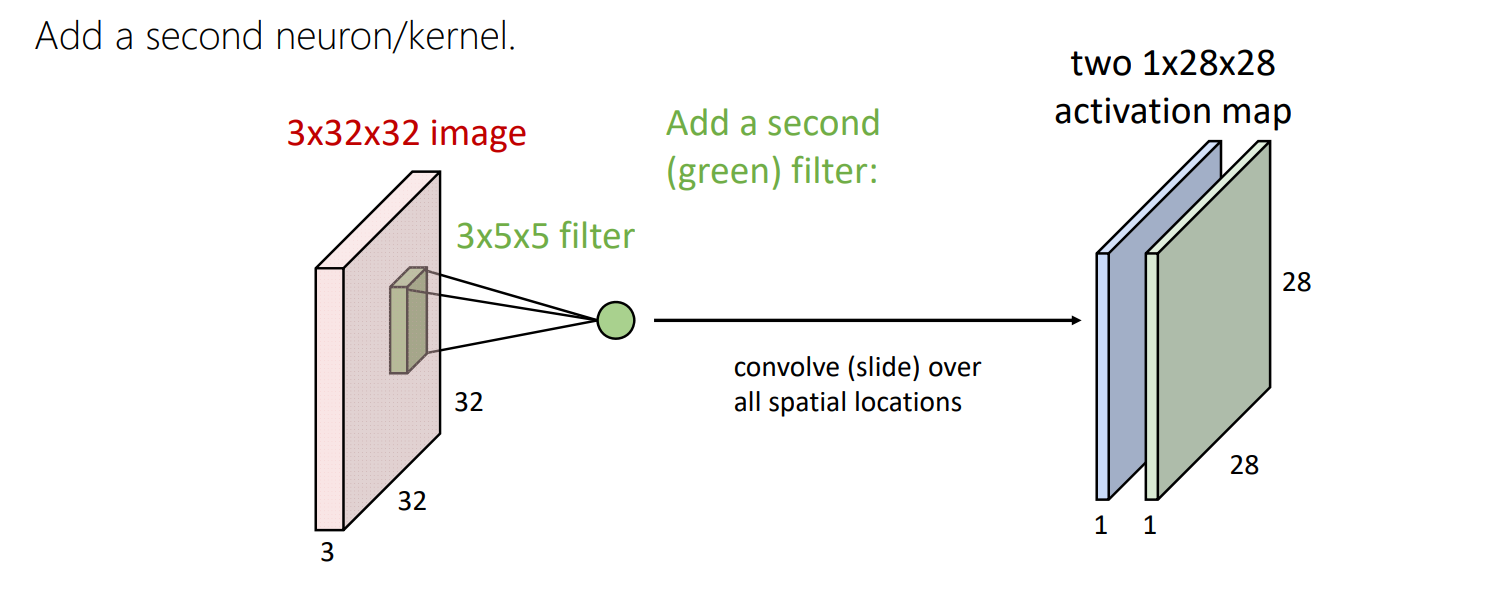 Add a second neuron/kernel.
two 1x28x28
activation map
3x32x32 image
Add a second
(green) filter:
3x5x5 filter
28
convolve (slide) over
all spatial locations
32
28
32
1
1
3